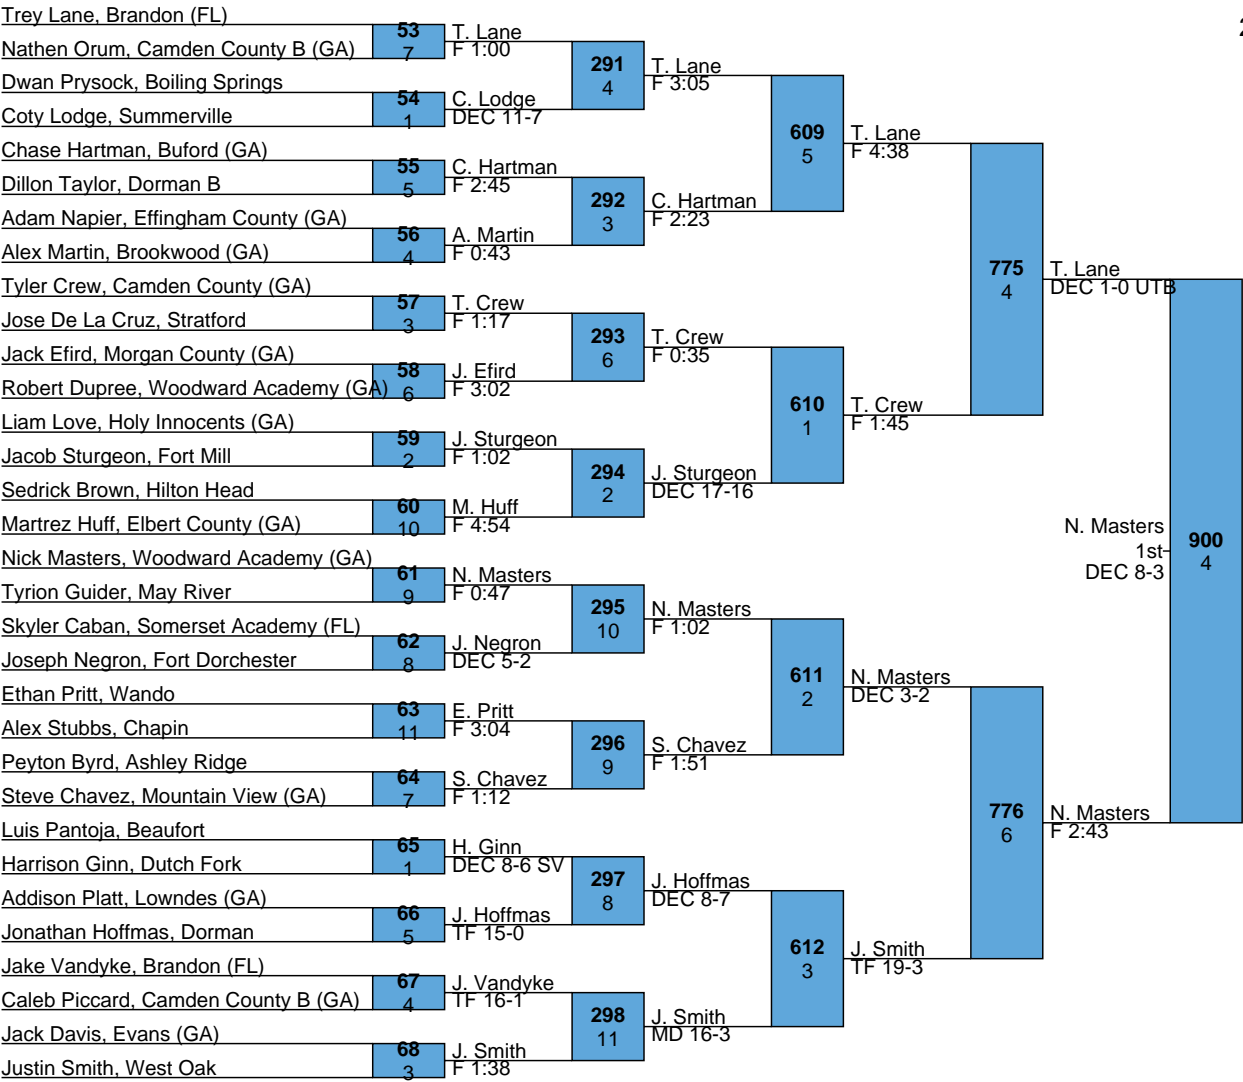 Trey Lane, Brandon (FL)
Nathen Orum, Camden County B (GA)
Dwan Prysock, Boiling Springs
Coty Lodge, Summerville
Chase Hartman, Buford (GA)
Dillon Taylor, Dorman B
Adam Napier, Effingham County (GA)
Alex Martin, Brookwood (GA)
Tyler Crew, Camden County (GA)
Jose De La Cruz, Stratford
Jack Efird, Morgan County (GA)
Robert Dupree, Woodward Academy (GA)
Liam Love, Holy Innocents (GA)
Jacob Sturgeon, Fort Mill
Sedrick Brown, Hilton Head
Martrez Huff, Elbert County (GA)
Nick Masters, Woodward Academy (GA)
Tyrion Guider, May River
Skyler Caban, Somerset Academy (FL)
Joseph Negron, Fort Dorchester
Ethan Pritt, Wando
Alex Stubbs, Chapin
Peyton Byrd, Ashley Ridge
Steve Chavez, Mountain View (GA)
Luis Pantoja, Beaufort
Harrison Ginn, Dutch Fork
Addison Platt, Lowndes (GA)
Jonathan Hoffmas, Dorman
Jake Vandyke, Brandon (FL)
Caleb Piccard, Camden County B (GA)
Jack Davis, Evans (GA)
Justin Smith, West Oak
53
7
54
1
55
5
56
4
57
3
58
6
59
2
60
10
61
9
62
8
63
11
64
7
65
1
66
5
67
4
68
3
T. Lane
F 1:00
C. Lodge
DEC 11-7
C. Hartman
F 2:45
A. Martin
F 0:43
T. Crew
F 1:17
J. Efird
F 3:02
J. Sturgeon
F 1:02
M. Huff
F 4:54
N. Masters
F 0:47
J. Negron
DEC 5-2
E. Pritt
F 3:04
S. Chavez
F 1:12
H. Ginn
DEC 8-6 SV
J. Hoffmas
TF 15-0
J. Vandyke
TF 16-1
J. Smith
F 1:38
291
4
292
3
293
6
294
2
295
10
296
9
297
8
298
11
T. Lane
F 3:05
C. Hartman
F 2:23
T. Crew
F 0:35
J. Sturgeon
DEC 17-16
N. Masters
F 1:02
S. Chavez
F 1:51
J. Hoffmas
DEC 8-7
J. Smith
MD 16-3
609
5
610
1
611
2
612
3
T. Lane
F 4:38
T. Crew
F 1:45
N. Masters
DEC 3-2
J. Smith
TF 19-3
775
4
776
6
T. Lane
DEC 1-0 UTB
N. Masters
F 2:43
N. Masters
1st
DEC 8-3
900
4